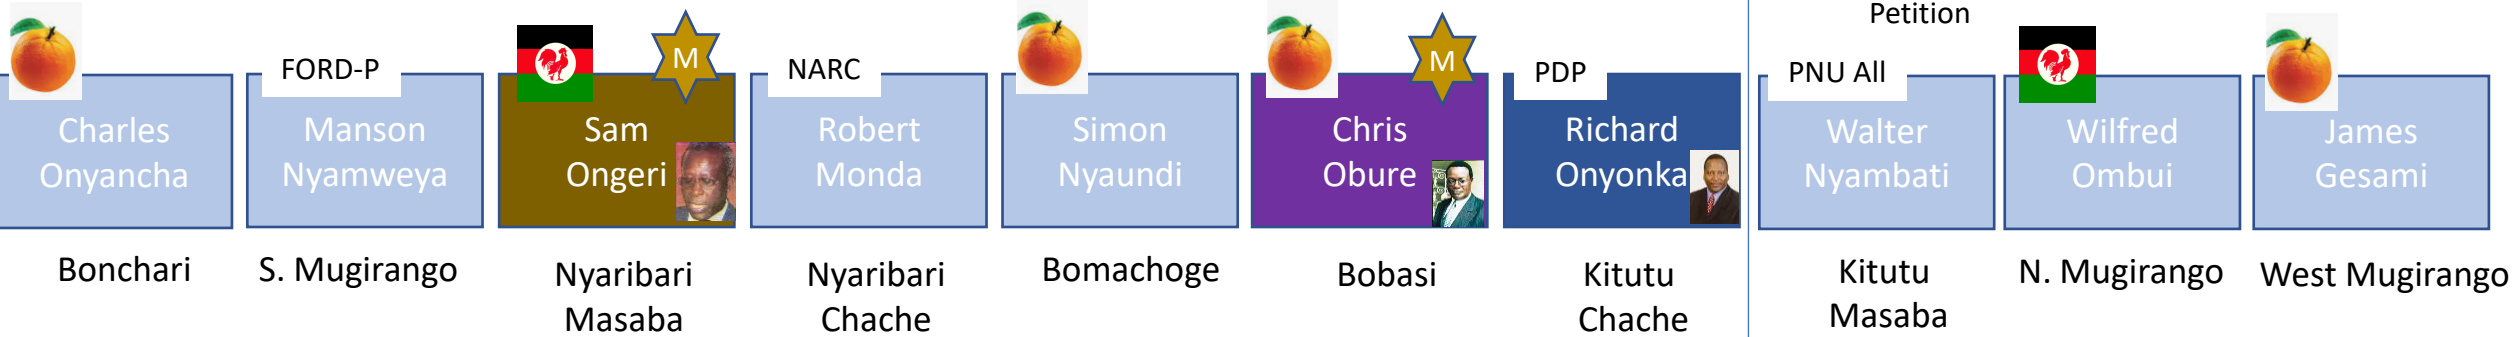 Petition
FORD-P
M
NARC
M
PDP
PNU All
Charles
Onyancha
Manson
Nyamweya
Sam
Ongeri
Robert
Monda
Simon
Nyaundi
Chris
Obure
Richard
Onyonka
Walter
Nyambati
Wilfred
Ombui
James
Gesami
Bonchari
S. Mugirango
Nyaribari
Masaba
Nyaribari
Chache
Bomachoge
Bobasi
Kitutu
Chache
Kitutu
Masaba
N. Mugirango
West Mugirango